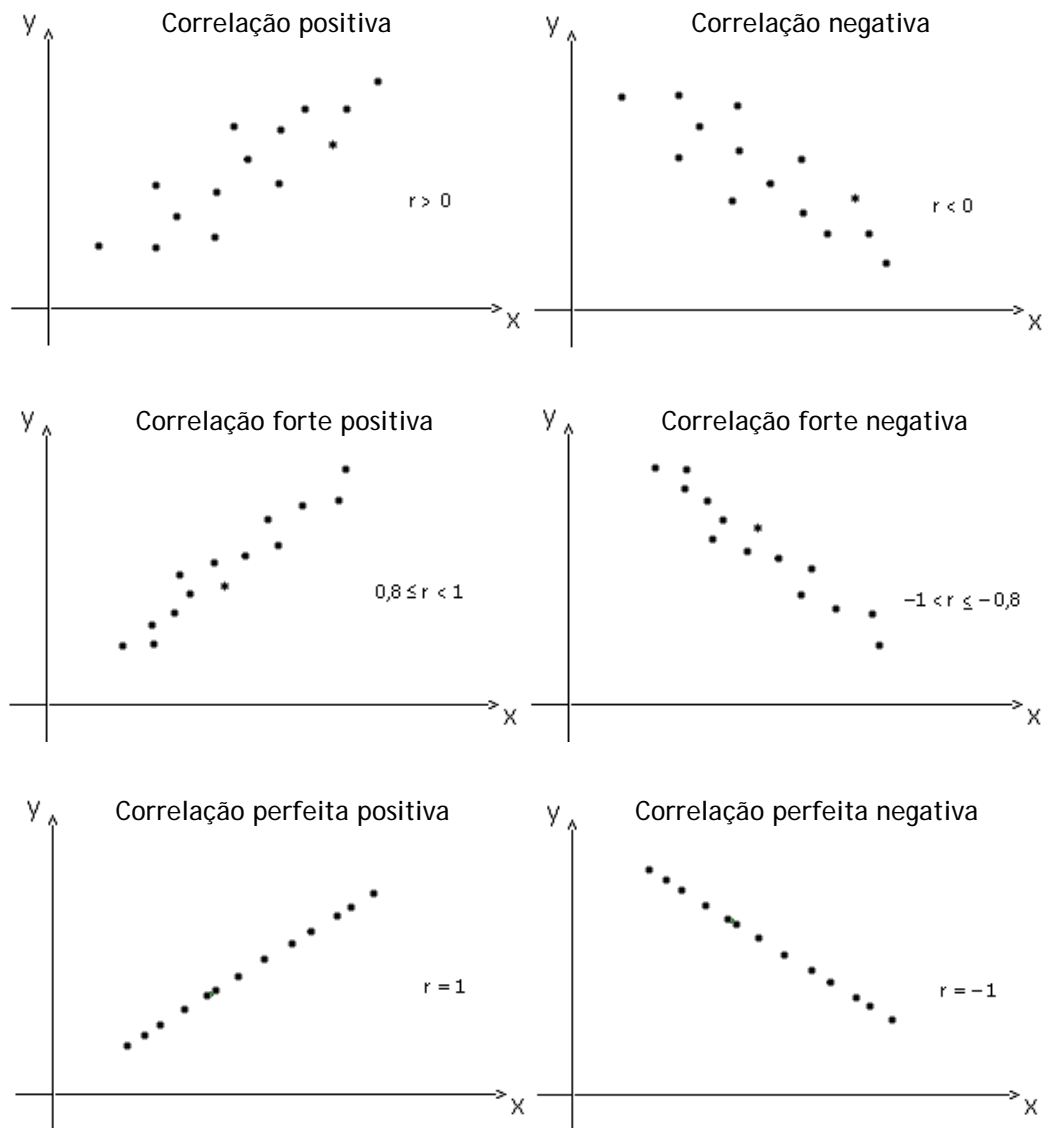 Correlação positiva
y
r > 0
x
Correlação negativa
y
r < 0
x
Correlação forte positiva
y
0,8 ≤ r < 1
x
Correlação forte negativa
y
−1 < r ≤ −0,8
x
Correlação perfeita positiva
y
r = 1
x
Correlação perfeita negativa
y
r = −1
x